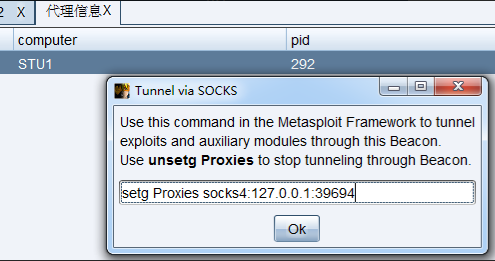 2 X 代理信息X
computer pid
STU1 292
Tunnel via SOCKS
Use this command in the Metasploit Framework to tunnel
exploits and auxiliary modules through this Beacon.
Use unsetg Proxies to stop tunneling through Beacon.
setg Proxies socks4:127.0.0.1:39694
Ok